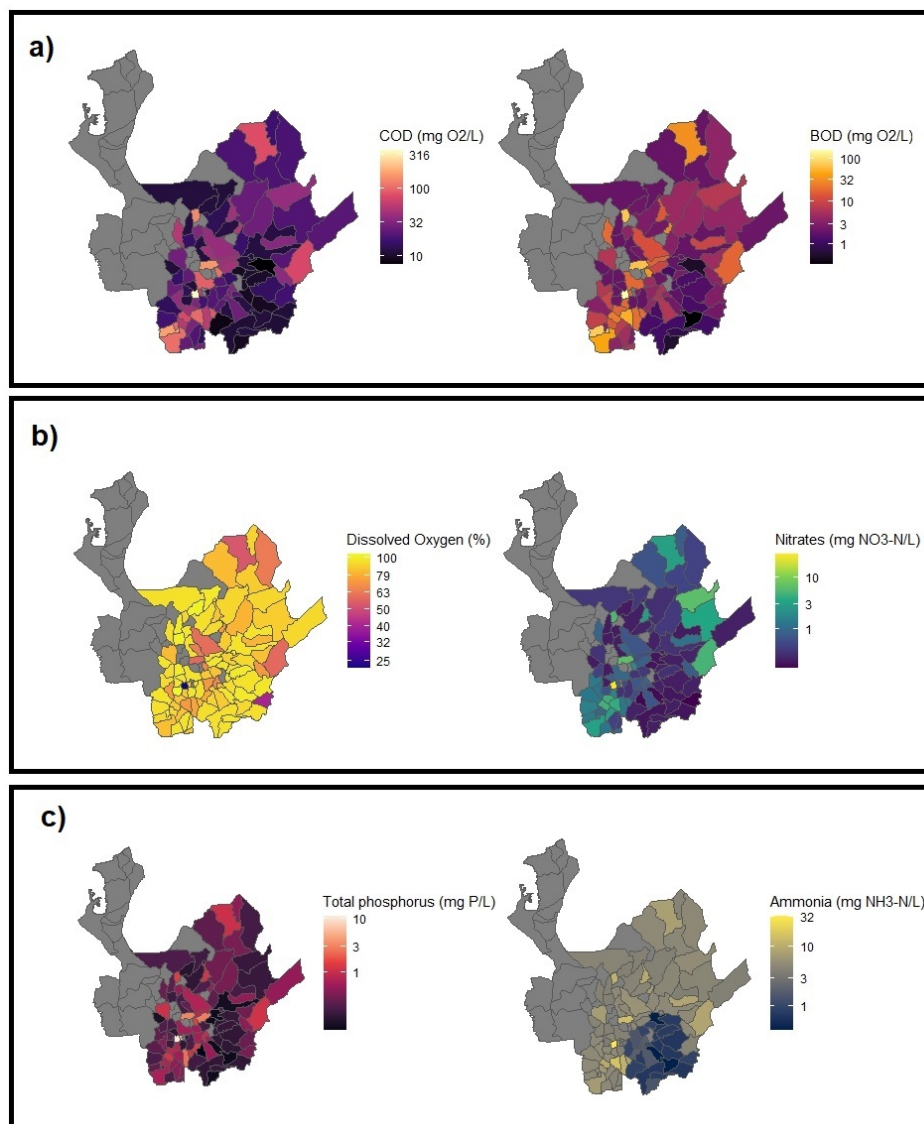 a)
COD (mg O2/L)
316
100
32
10
BOD (mg O2/L)
100
32
10
3
1
b)
Dissolved Oxygen (%)
100
79
63
50
40
32
25
Nitrates (mg NO3-N/L)
10
3
1
c)
Total phosphorus (mg P/L)
10
3
1
Ammonia (mg NH3-N/L)
32
10
3
1